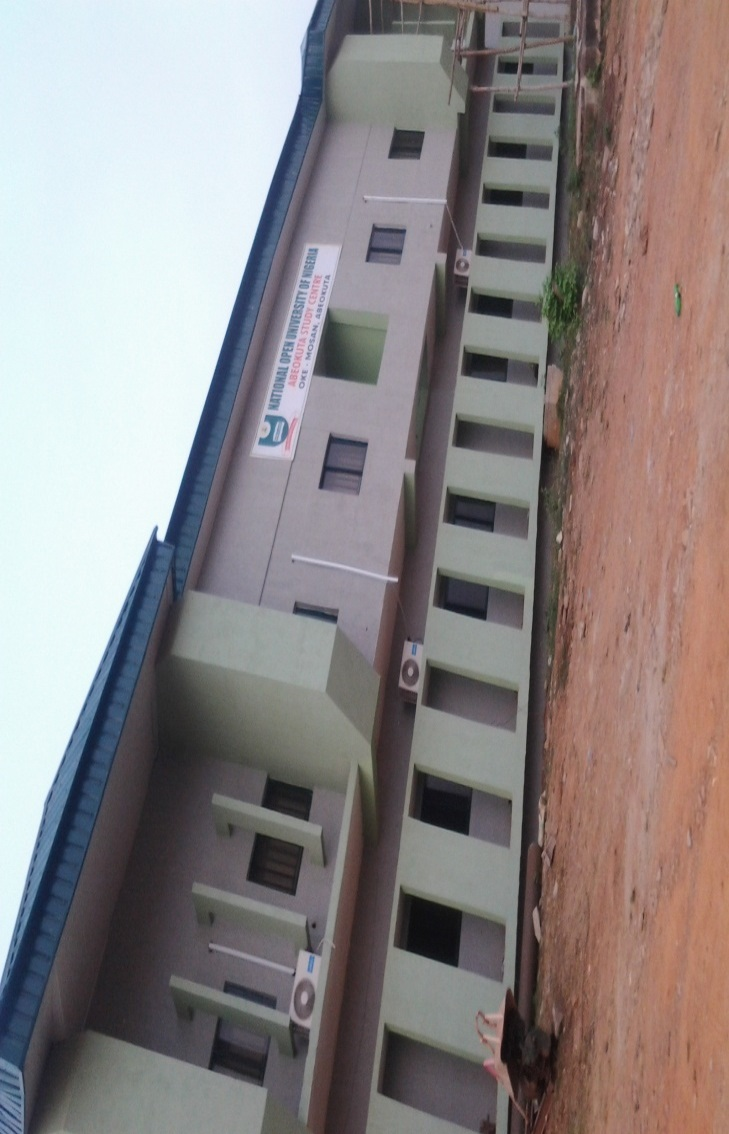 NATIONAL OPEN UNIVERSITY OF NIGERIA
ABEOKUTA STUDY CENTRE
OKE - MOSAN, ABEOKUTA